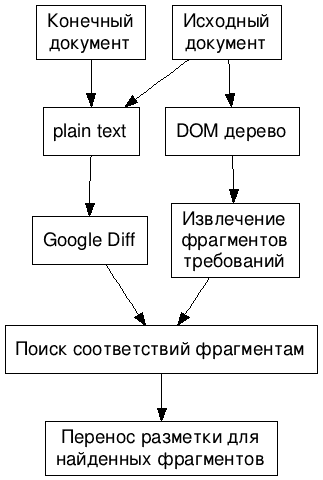 Конечный
документ
Исходный
документ
plain text
DOM дерево
Google Diff
Извлечение
фрагментов
требований
Поиск соответствий фрагментам
Перенос разметки для
найденных фрагментов